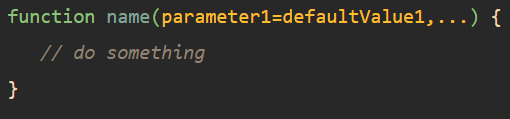 function name(parameter1=defaultValue1,...) {
// do something
}